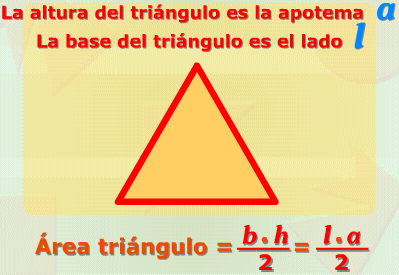 La altura del triángulo es la apotema a
La base del triángulo es el lado l
Área triángulo = b · h / 2 = l · a / 2